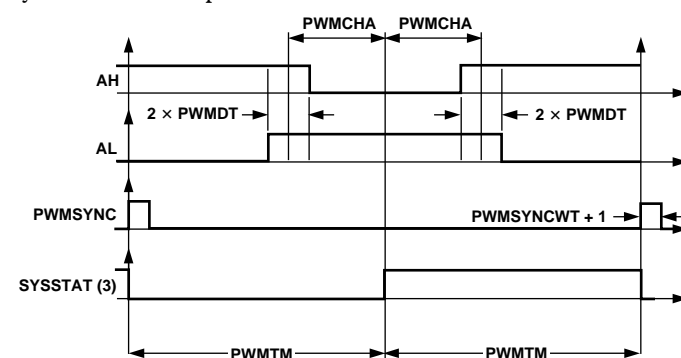 PWMCHA PWMCHA
AH
2 × PWMDT 2 × PWMDT
AL
PWMSYNC PWMSYNCWT + 1
SYSSTAT (3)
PWMTM PWMTM